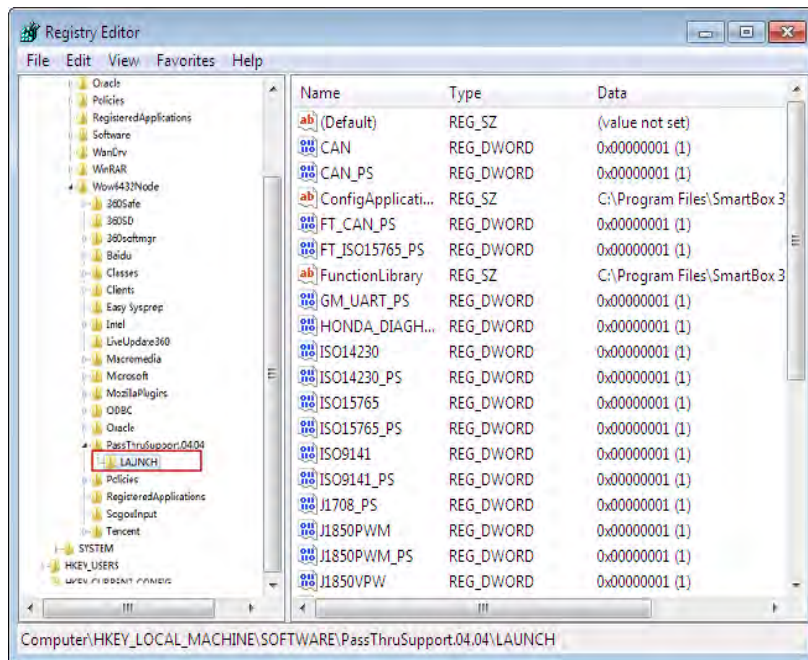 Registry Editor
File Edit View Favorites Help
Oracle
Policies
RegisteredApplications
Software
WanDrv
WinRAR
Wow6432Node
360Safe
360SD
360softmgr
Baidu
Classes
Clients
Easy Sysprep
Intel
LiveUpdate360
Macromedia
Microsoft
MozillaPlugins
ODBC
Oracle
PassThruSupport.04.04
LAUNCH
Policies
RegisteredApplications
SogouInput
Tencent
SYSTEM
HKEY_USERS
HKEY_CURRENT_CONFIG
Name Type Data
(Default) REG_SZ (value not set)
CAN REG_DWORD 0x00000001 (1)
CAN_PS REG_DWORD 0x00000001 (1)
ConfigApplicati... REG_SZ C:\Program Files\SmartBox 3
FT_CAN_PS REG_DWORD 0x00000001 (1)
FT_ISO15765_PS REG_DWORD 0x00000001 (1)
FunctionLibrary REG_SZ C:\Program Files\SmartBox 3
GM_UART_PS REG_DWORD 0x00000001 (1)
HONDA_DIAGH... REG_DWORD 0x00000001 (1)
ISO14230 REG_DWORD 0x00000001 (1)
ISO14230_PS REG_DWORD 0x00000001 (1)
ISO15765 REG_DWORD 0x00000001 (1)
ISO15765_PS REG_DWORD 0x00000001 (1)
ISO9141 REG_DWORD 0x00000001 (1)
ISO9141_PS REG_DWORD 0x00000001 (1)
J1708_PS REG_DWORD 0x00000001 (1)
J1850PWM REG_DWORD 0x00000001 (1)
J1850PWM_PS REG_DWORD 0x00000001 (1)
J1850VPW REG_DWORD 0x00000001 (1)
Computer\HKEY_LOCAL_MACHINE\SOFTWARE\PassThruSupport.04.04\LAUNCH